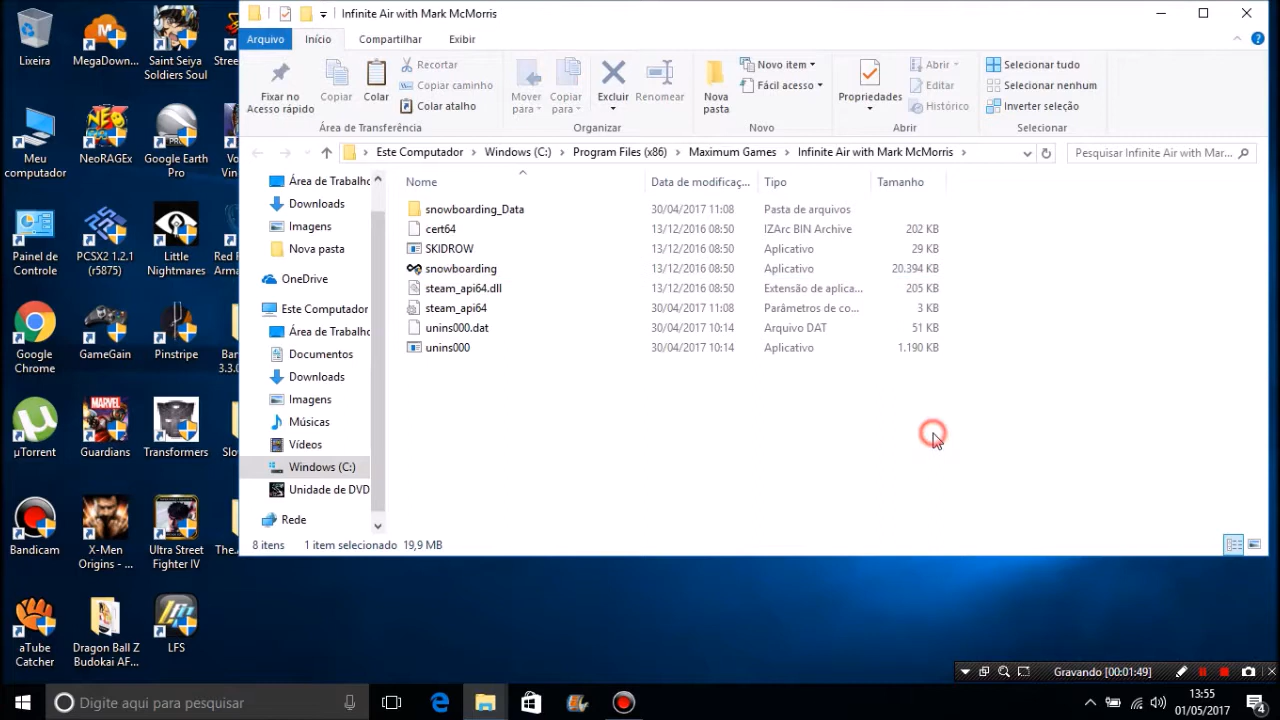 Infinite Air with Mark McMorris
Arquivo Início Compartilhar Exibir
Fixar no Acesso rápido
Copiar
Colar
Recortar
Copiar caminho
Colar atalho
Mover para
Copiar para
Excluir
Renomear
Nova pasta
Novo item
Fácil acesso
Propriedades
Abrir
Editar
Histórico
Selecionar tudo
Selecionar nenhum
Inverter seleção
Área de Transferência Organizar Novo Abrir Selecionar
Este Computador Windows (C:) Program Files (x86) Maximum Games Infinite Air with Mark McMorris
Pesquisar Infinite Air with Mar...
Nome Data de modificaç... Tipo Tamanho
snowboarding_Data 30/04/2017 11:08 Pasta de arquivos
cert64 13/12/2016 08:50 IZArc BIN Archive 202 KB
SKIDROW 13/12/2016 08:50 Aplicativo 29 KB
snowboarding 13/12/2016 08:50 Aplicativo 20.394 KB
steam_api64.dll 13/12/2016 08:50 Extensão de aplica... 205 KB
steam_api64 30/04/2017 11:08 Parâmetros de co... 3 KB
unins000.dat 30/04/2017 10:14 Arquivo DAT 51 KB
unins000 30/04/2017 10:14 Aplicativo 1.190 KB
Área de Trabalho
Downloads
Imagens
Nova pasta
OneDrive
Este Computador
Área de Trabalho
Documentos
Downloads
Imagens
Músicas
Vídeos
Windows (C:)
Unidade de DVD
Rede
8 itens 1 item selecionado 19,9 MB
Lixeira
MegaDown...
Saint Seiya Soldiers Soul
Meu computador
NeoRAGEx
Google Earth Pro
Painel de Controle
PCSX2 1.2.1 (r5875)
Little Nightmares
Google Chrome
GameGain
Pinstripe
µTorrent
Guardians
Transformers
Bandicam
X-Men Origins - ...
Ultra Street Fighter IV
aTube Catcher
Dragon Ball Z Budokai AF...
LFS
Gravando [00:01:49]
Digite aqui para pesquisar
13:55
01/05/2017
4